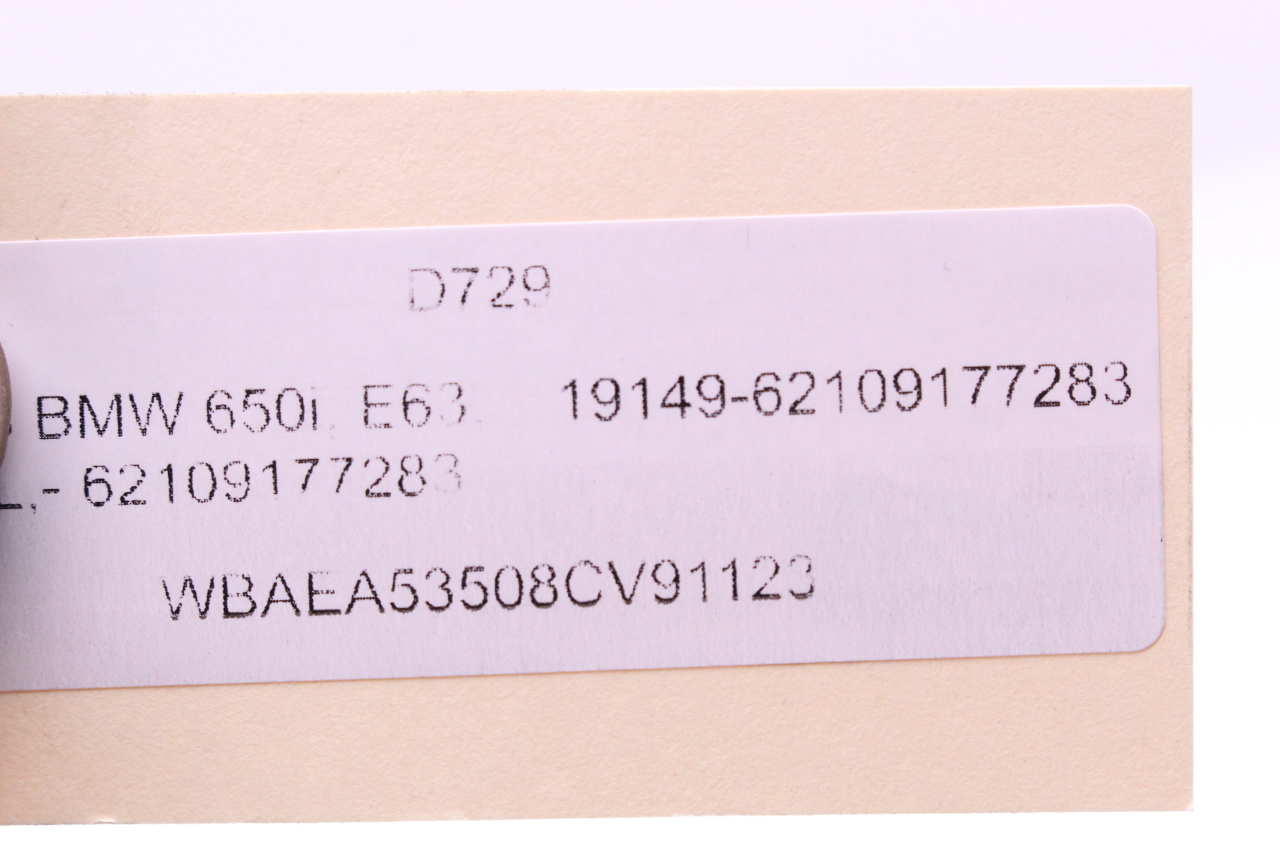 D729
BMW 650i E63 19149-62109177283
L,- 62109177283
WBAEA53508CV91123